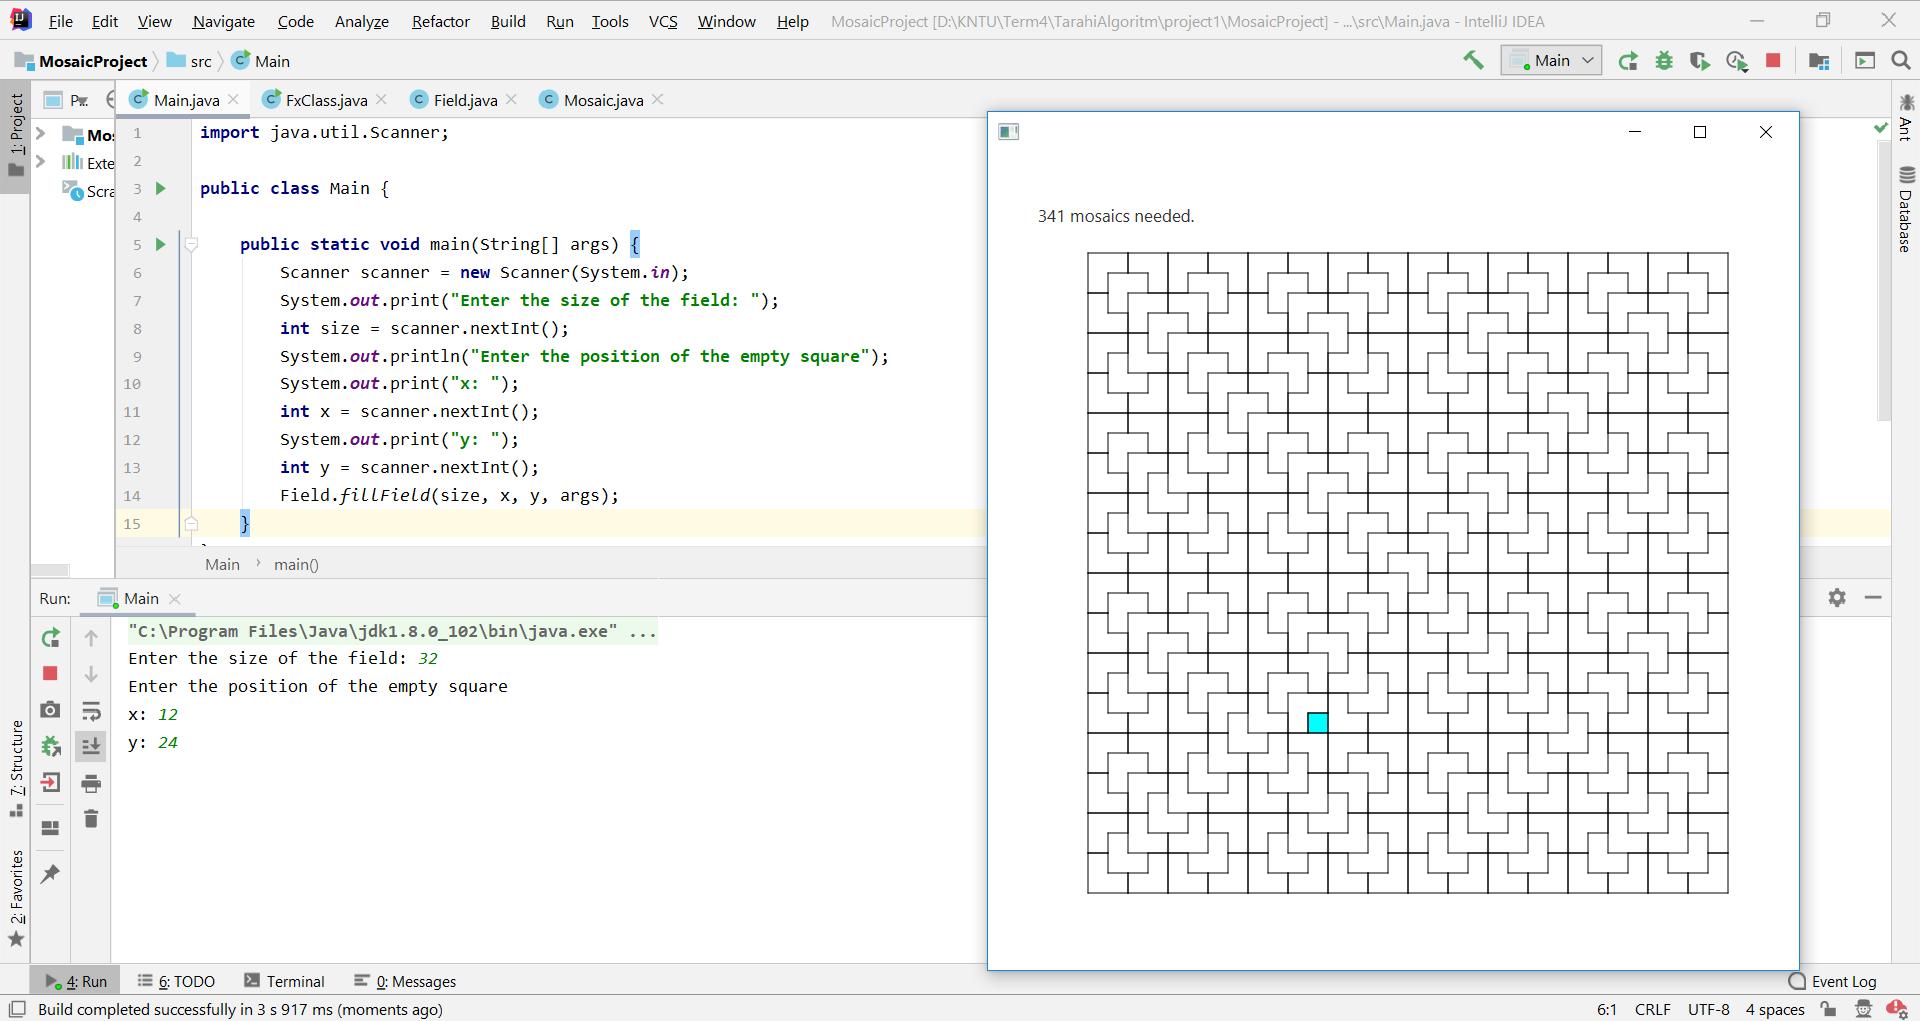 File Edit View Navigate Code Analyze Refactor Build Run Tools VCS Window Help MosaicProject [D:\KNTU\Term4\TarahiAlgoritm\project1\MosaicProject] - ...\src\Main.java - IntelliJ IDEA
MosaicProject src Main
Main
1: Project
P...
Main.java FxClass.java Field.java Mosaic.java
Mos
Exte
Scra
1 import java.util.Scanner;
2
3 public class Main {
4
5 public static void main(String[] args) {
6 Scanner scanner = new Scanner(System.in);
7 System.out.print("Enter the size of the field: ");
8 int size = scanner.nextInt();
9 System.out.println("Enter the position of the empty square");
10 System.out.print("x: ");
11 int x = scanner.nextInt();
12 System.out.print("y: ");
13 int y = scanner.nextInt();
14 Field.fillField(size, x, y, args);
15 }
Main main()
341 mosaics needed.
Ant
Database
Run: Main
"C:\Program Files\Java\jdk1.8.0_102\bin\java.exe" ...
Enter the size of the field: 32
Enter the position of the empty square
x: 12
y: 24
7: Structure
2: Favorites
4: Run 6: TODO Terminal 0: Messages Event Log
Build completed successfully in 3 s 917 ms (moments ago) 6:1 CRLF UTF-8 4 spaces